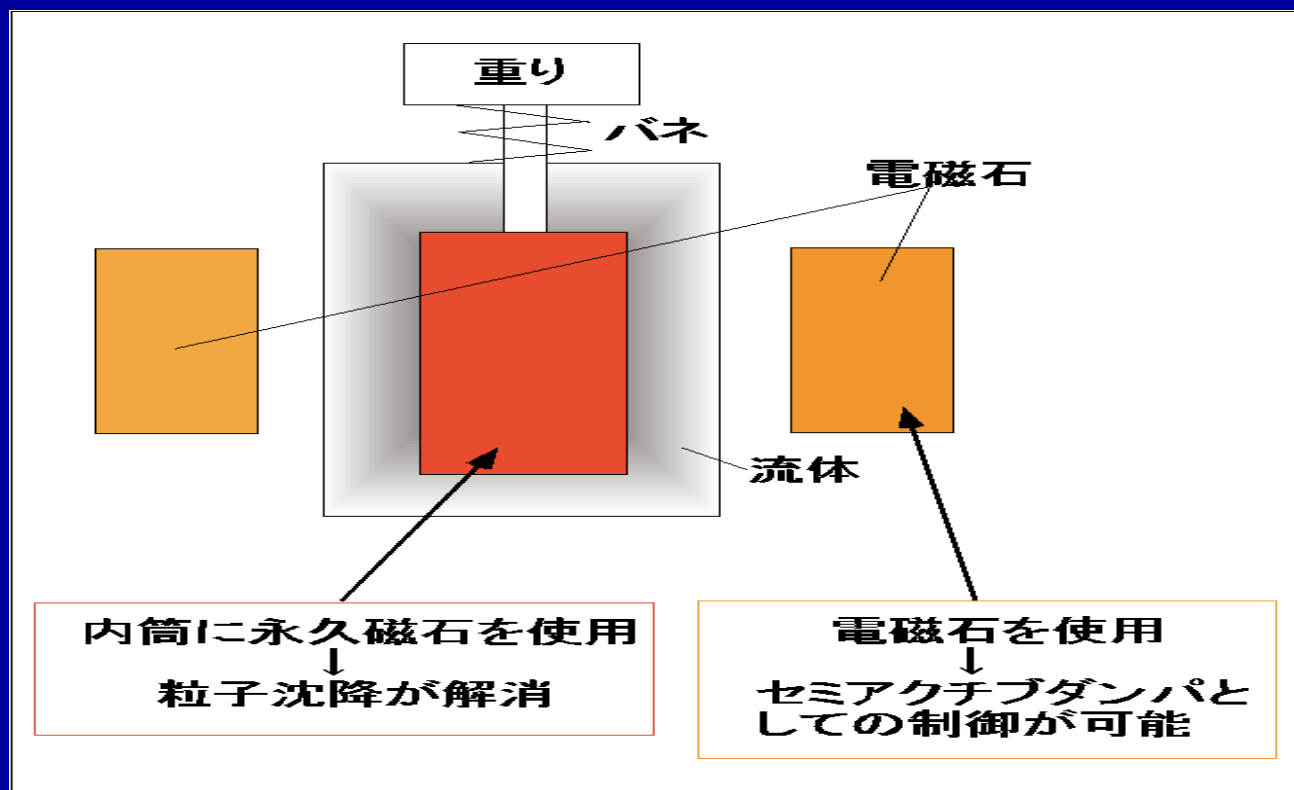 重り
バネ
電磁石
流体
内筒に永久磁石を使用
↓
粒子沈降が解消
電磁石を使用
↓
セミアクチブダンパと
しての制御が可能